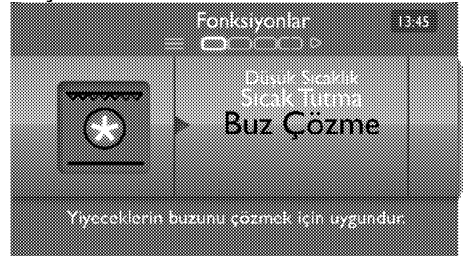 Fonksiyonlar
13:45
Düşük Sıcaklık
Sıcak Tutma
Buz Çözme
Yiyeceklerin buzunu çözmek için uygundur.